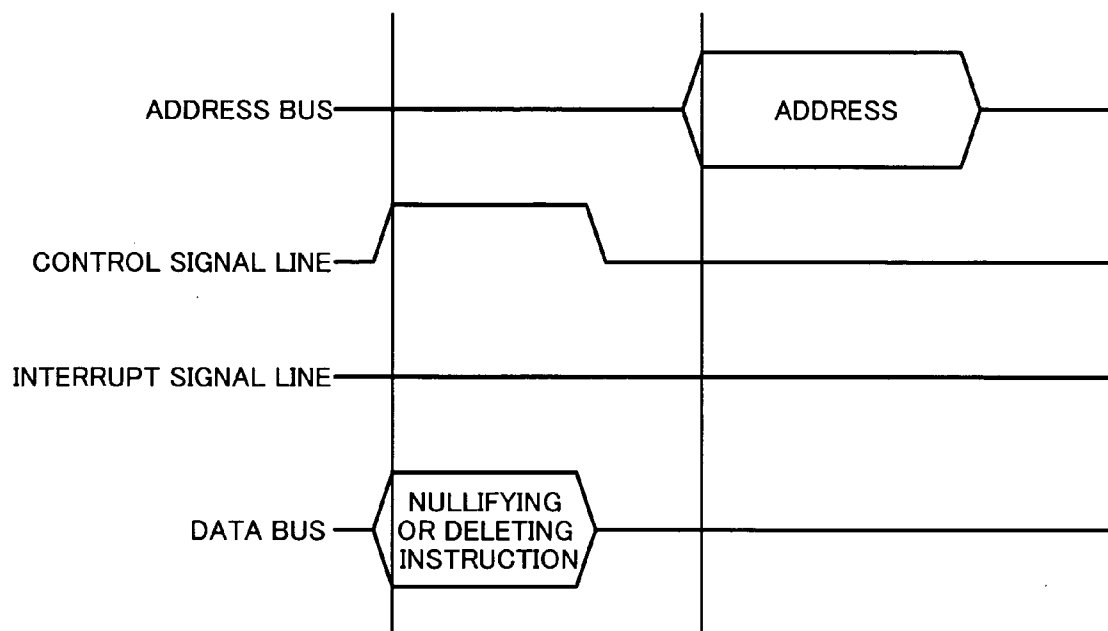 ADDRESS BUS
ADDRESS
CONTROL SIGNAL LINE
INTERRUPT SIGNAL LINE
DATA BUS
NULLIFYING
OR DELETING
INSTRUCTION